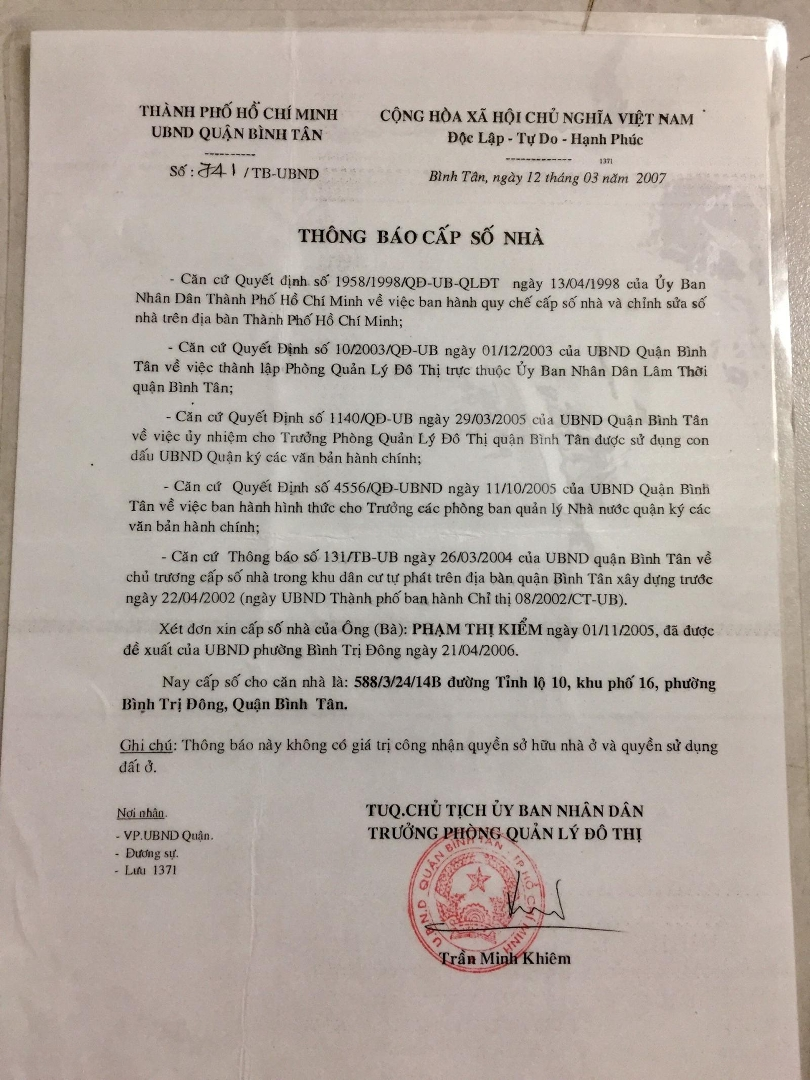 THÀNH PHỐ HỒ CHÍ MINH
UBND QUẬN BÌNH TÂN
----------
Số : 741 / TB-UBND
CỘNG HÒA XÃ HỘI CHỦ NGHĨA VIỆT NAM
Độc Lập - Tự Do - Hạnh Phúc
-------------
1371
Bình Tân, ngày 12 tháng 03 năm 2007
THÔNG BÁO CẤP SỐ NHÀ
- Căn cứ Quyết định số 1958/1998/QĐ-UB-QLĐT ngày 13/04/1998 của Ủy Ban
Nhân Dân Thành Phố Hồ Chí Minh về việc ban hành quy chế cấp số nhà và chỉnh sửa số
nhà trên địa bàn Thành Phố Hồ Chí Minh;
- Căn cứ Quyết Định số 10/2003/QĐ-UB ngày 01/12/2003 của UBND Quận Bình
Tân về việc thành lập Phòng Quản Lý Đô Thị trực thuộc Ủy Ban Nhân Dân Lâm Thời
quận Bình Tân;
- Căn cứ Quyết Định số 1140/QĐ-UB ngày 29/03/2005 của UBND Quận Bình Tân
về việc ủy nhiệm cho Trưởng Phòng Quản Lý Đô Thị quận Bình Tân được sử dụng con
dấu UBND Quận ký các văn bản hành chính;
- Căn cứ Quyết Định số 4556/QĐ-UBND ngày 11/10/2005 của UBND Quận Bình
Tân về việc ban hành hình thức cho Trưởng các phòng ban quản lý Nhà nước quận ký các
văn bản hành chính;
- Căn cứ Thông báo số 131/TB-UB ngày 26/03/2004 của UBND quận Bình Tân về
chủ trương cấp số nhà trong khu dân cư tự phát trên địa bàn quận Bình Tân xây dựng trước
ngày 22/04/2002 (ngày UBND Thành phố ban hành Chỉ thị 08/2002/CT-UB).
Xét đơn xin cấp số nhà của Ông (Bà): PHẠM THỊ KIỂM ngày 01/11/2005, đã được
đề xuất của UBND phường Bình Trị Đông ngày 21/04/2006.
Nay cấp số cho căn nhà là: 588/3/24/14B đường Tỉnh lộ 10, khu phố 16, phường
Bình Trị Đông, Quận Bình Tân.
Ghi chú: Thông báo này không có giá trị công nhận quyền sở hữu nhà ở và quyền sử dụng
đất ở.
Nơi nhận.
- VP.UBND Quận.
- Đương sự.
- Lưu 1371
TUQ.CHỦ TỊCH ỦY BAN NHÂN DÂN
TRƯỞNG PHÒNG QUẢN LÝ ĐÔ THỊ
U.B.N.D QUẬN BÌNH TÂN - TP. HỒ CHÍ MINH
Trần Minh Khiêm